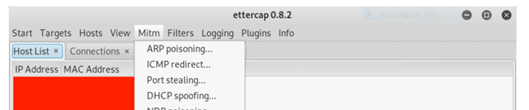 ettercap 0.8.2
Start Targets Hosts View Mitm Filters Logging Plugins Info
Host List × Connections × ARP poisoning...
ICMP redirect...
IP Address MAC Address
Port stealing...
DHCP spoofing...